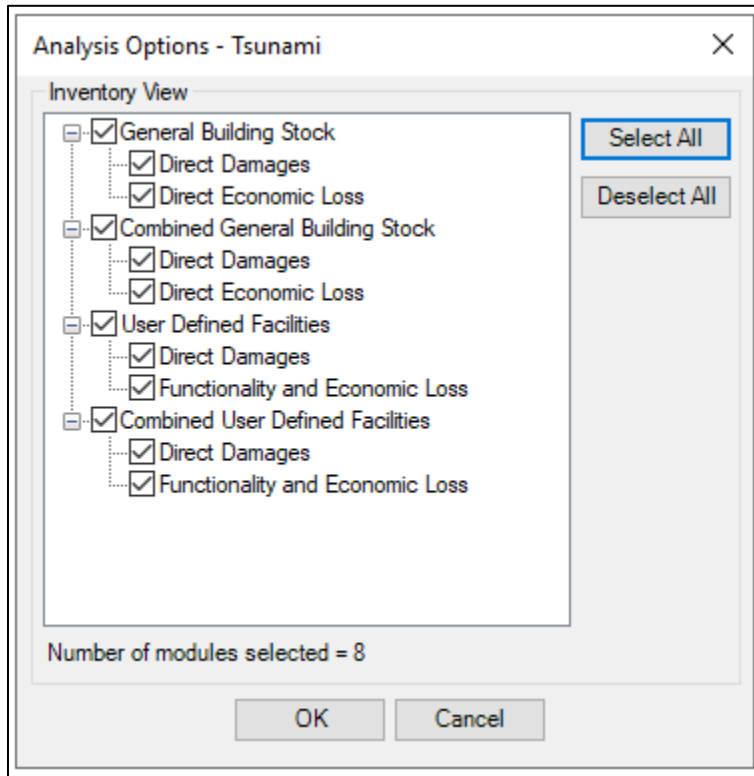 Analysis Options - Tsunami
Inventory View
General Building Stock
Direct Damages
Direct Economic Loss
Combined General Building Stock
Direct Damages
Direct Economic Loss
User Defined Facilities
Direct Damages
Functionality and Economic Loss
Combined User Defined Facilities
Direct Damages
Functionality and Economic Loss
Select All
Deselect All
Number of modules selected = 8
OK
Cancel